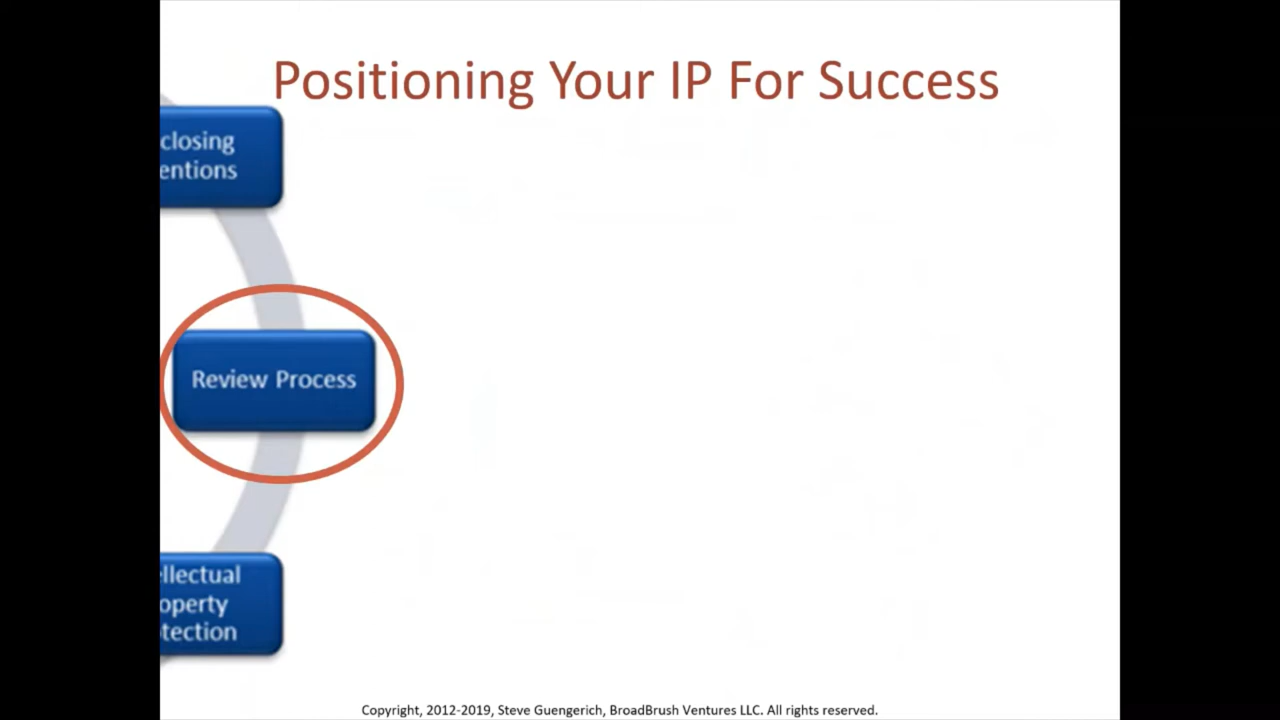 Positioning Your IP For Success
closing
entions
Review Process
ellectual
operty
tection
Copyright, 2012-2019, Steve Guengerich, BroadBrush Ventures LLC. All rights reserved.